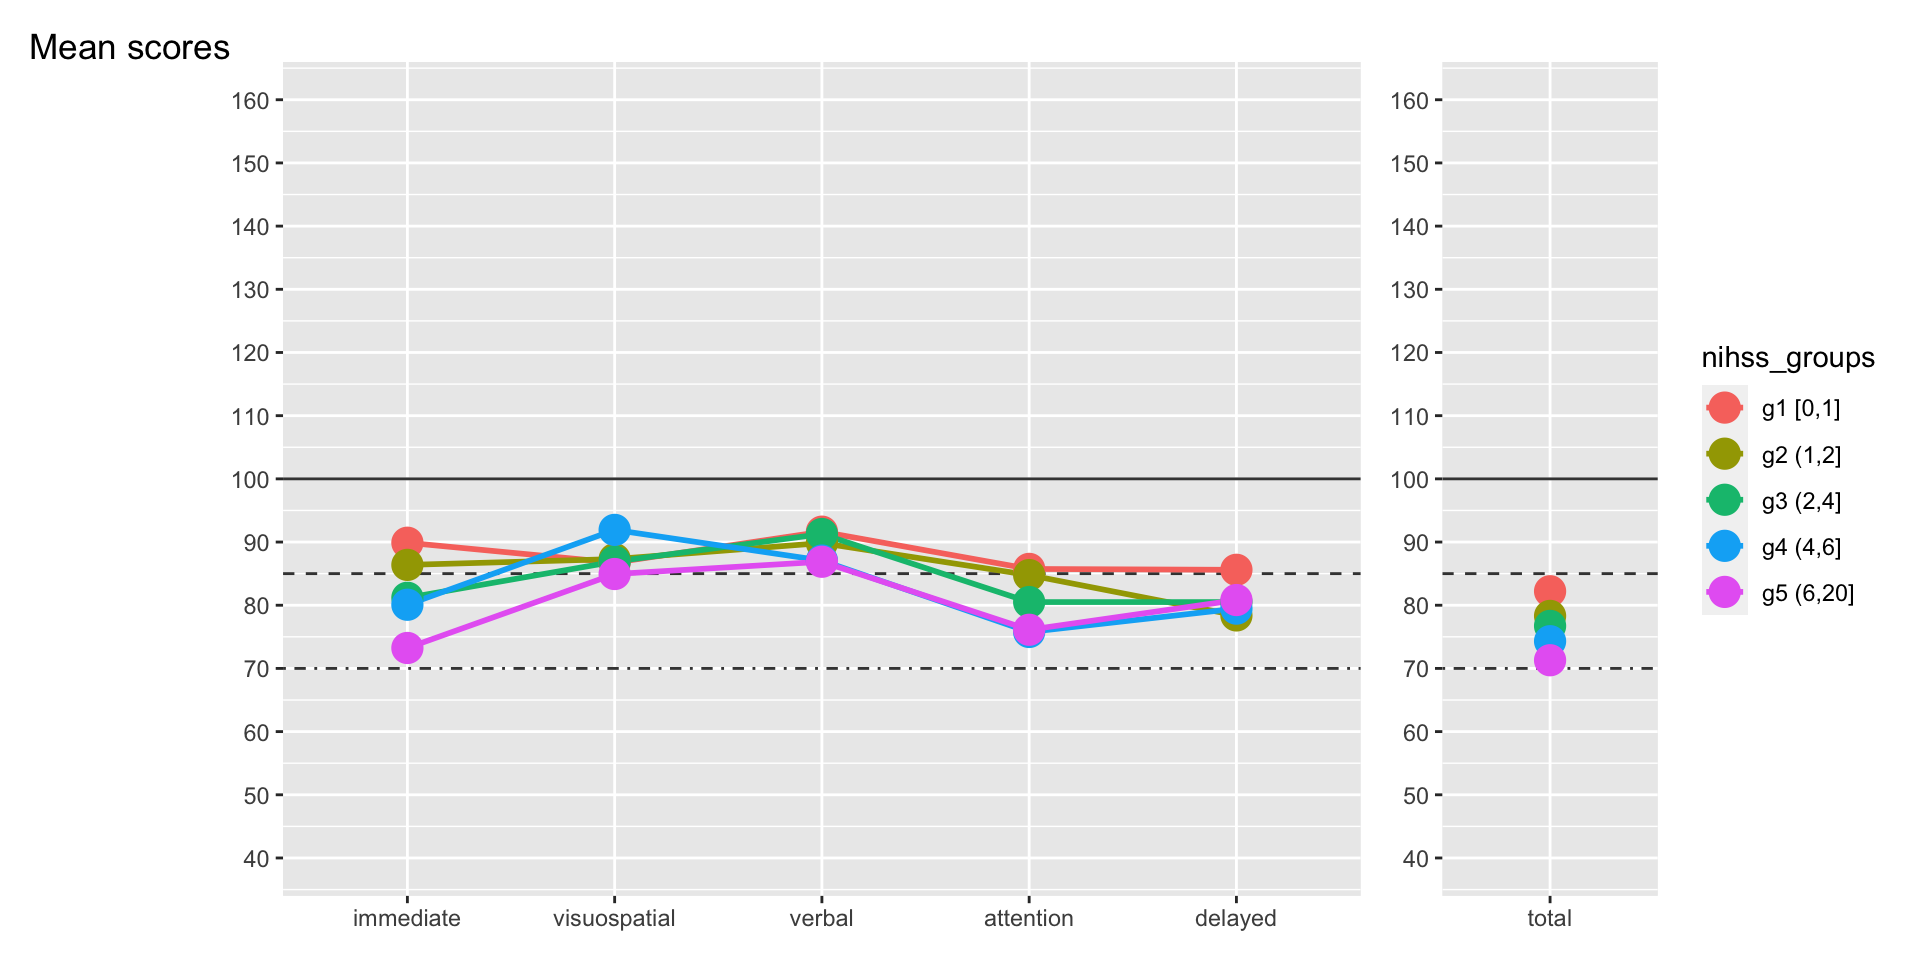 Mean scores
160
150
140
130
120
110
100
90
80
70
60
50
40
immediate visuospatial verbal attention delayed
160
150
140
130
120
110
100
90
80
70
60
50
40
total
nihss_groups
g1 [0,1]
g2 (1,2]
g3 (2,4]
g4 (4,6]
g5 (6,20]